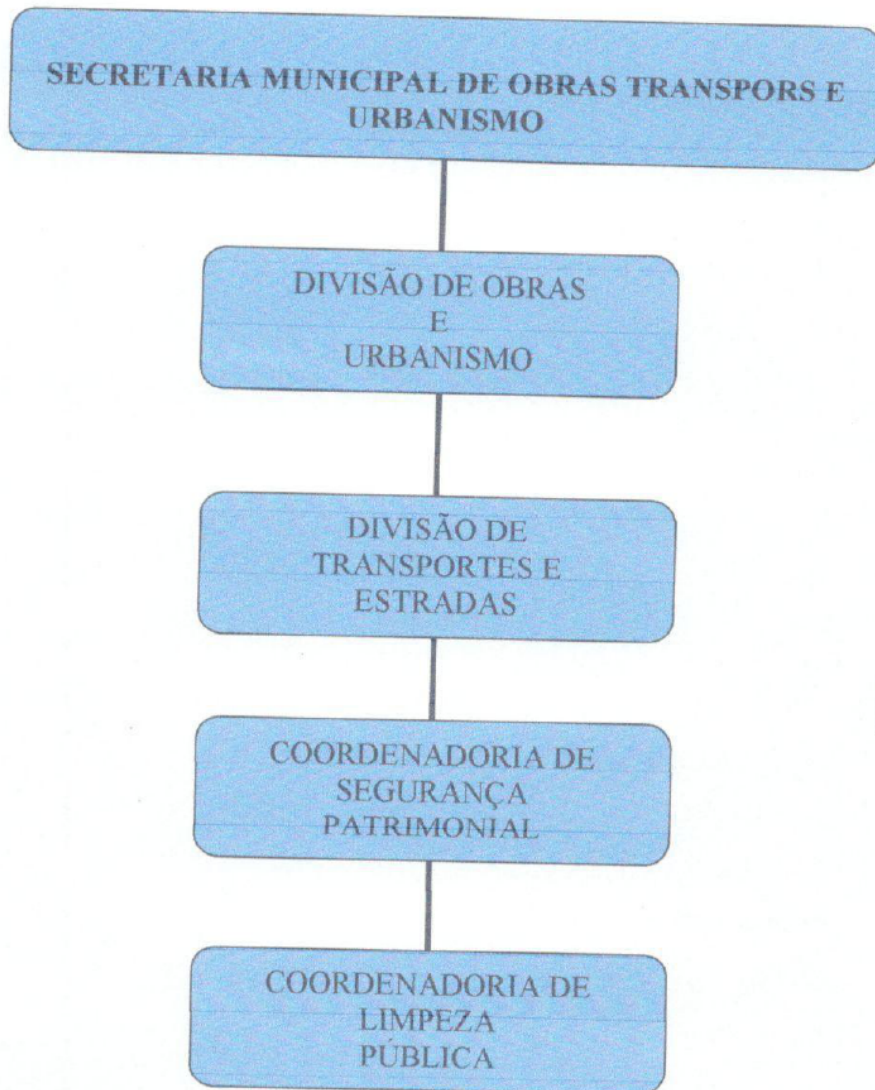 SECRETARIA MUNICIPAL DE OBRAS TRANSPORS E
URBANISMO
DIVISÃO DE OBRAS
E
URBANISMO
DIVISÃO DE
TRANSPORTES E
ESTRADAS
COORDENADORIA DE
SEGURANÇA
PATRIMONIAL
COORDENADORIA DE
LIMPEZA
PÚBLICA